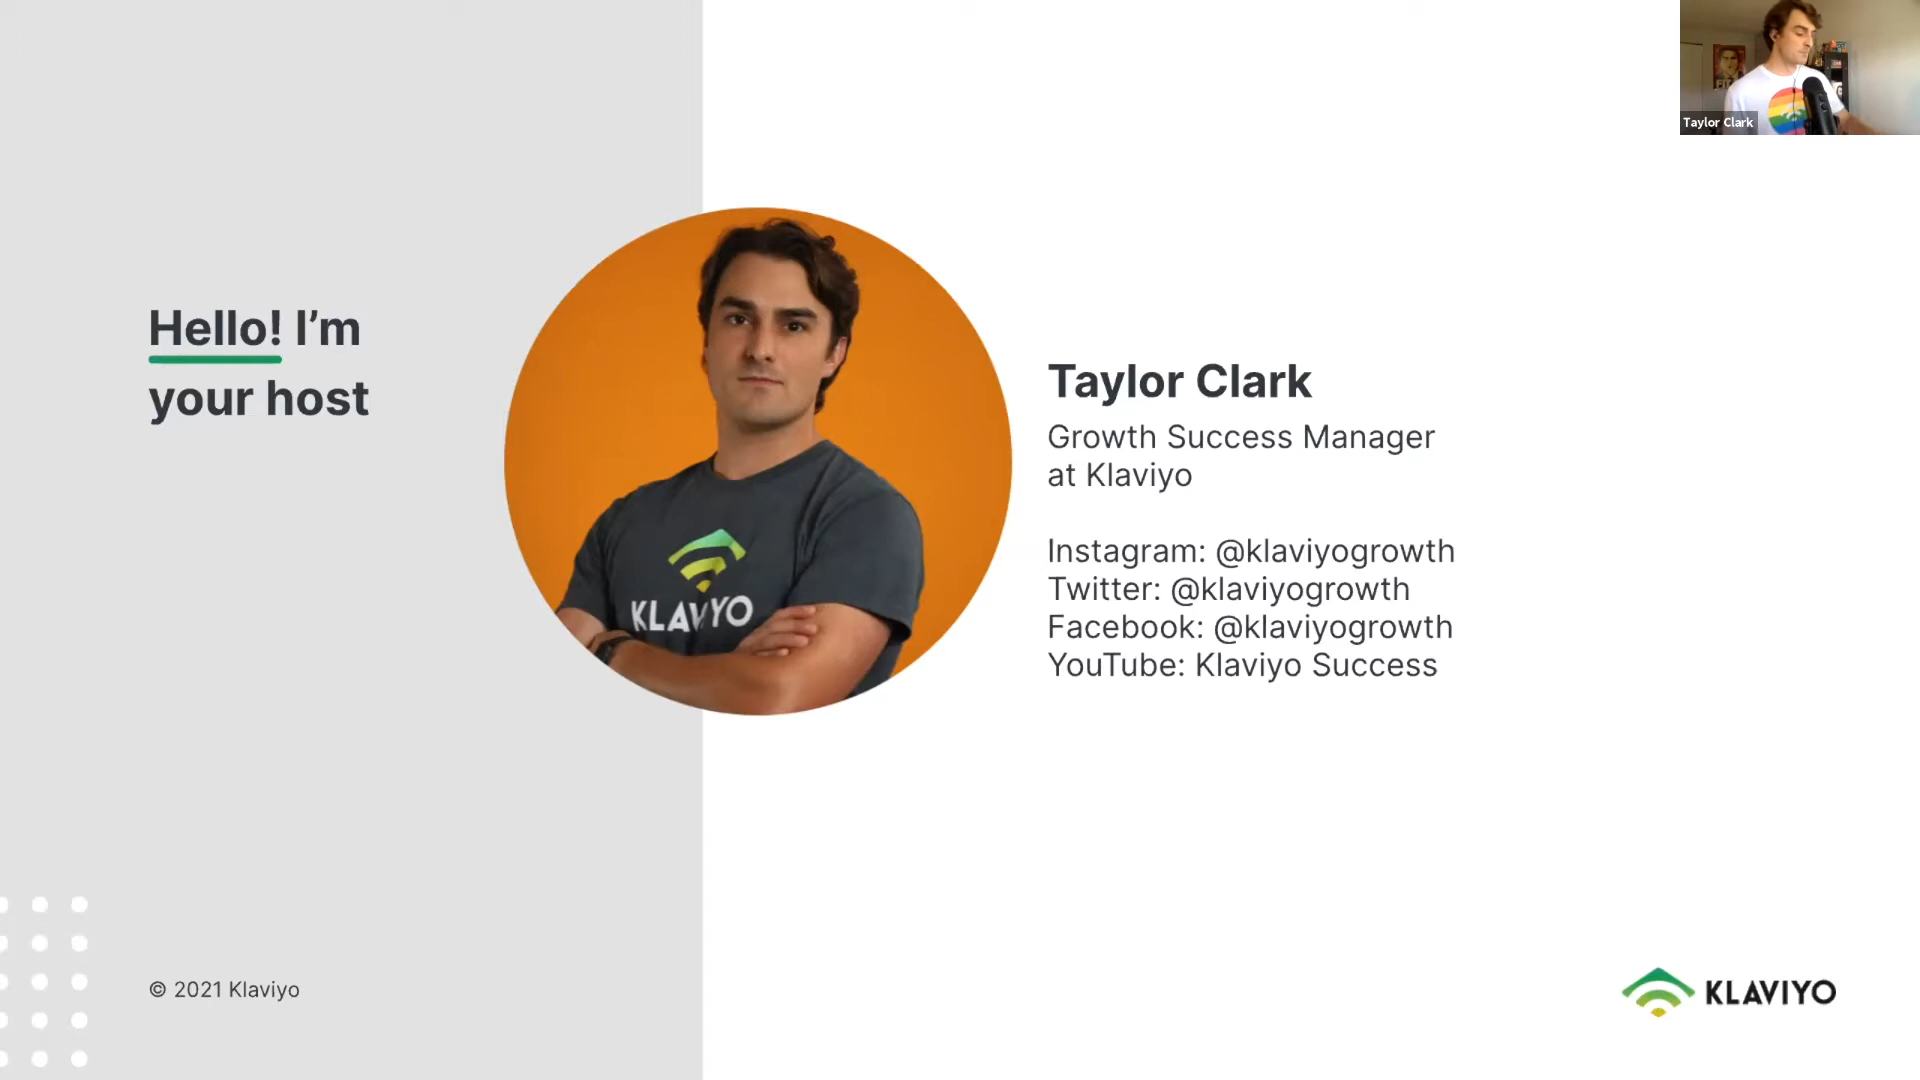 Hello! I’m
your host
Taylor Clark
Growth Success Manager
at Klaviyo
Instagram: @klaviyogrowth
Twitter: @klaviyogrowth
Facebook: @klaviyogrowth
YouTube: Klaviyo Success
KLAVIYO
Taylor Clark
© 2021 Klaviyo
KLAVIYO